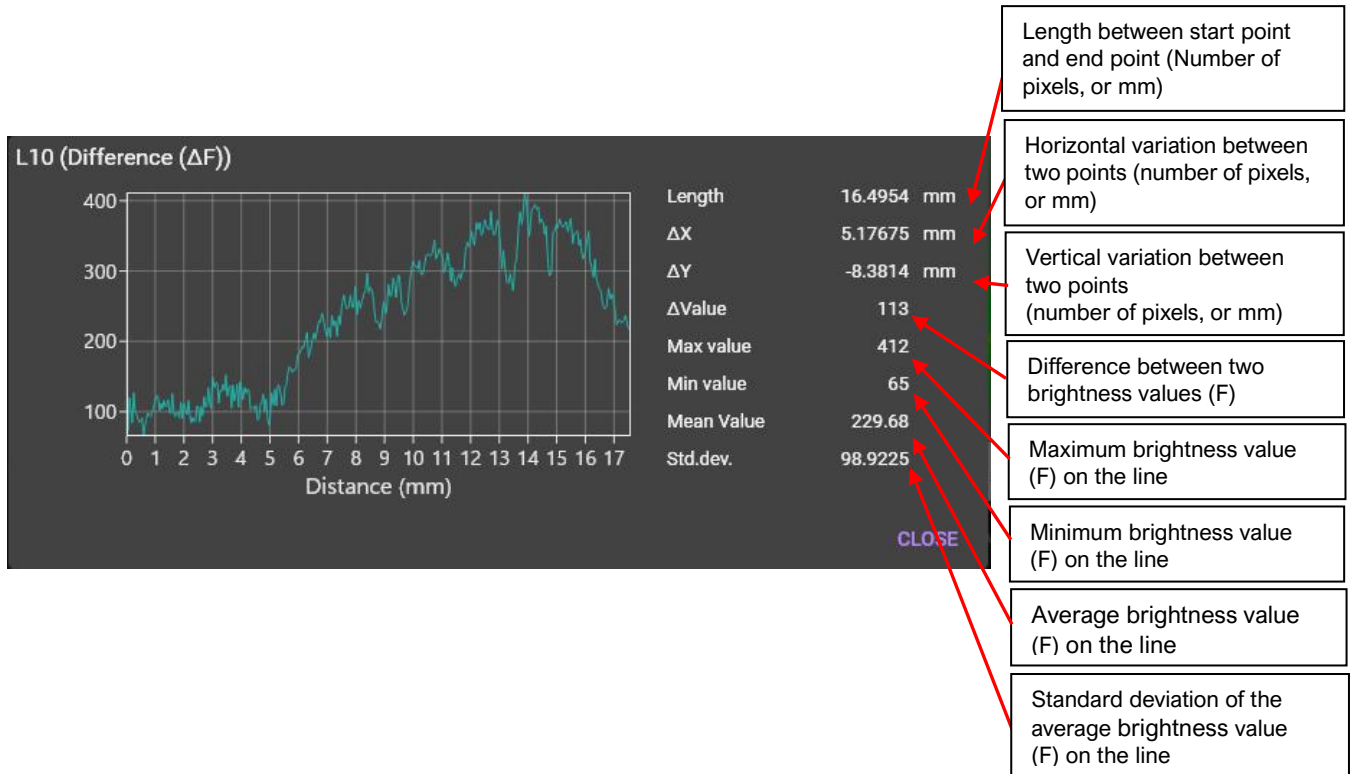 Length between start point
and end point (Number of
pixels, or mm)
Horizontal variation between
two points (number of pixels,
or mm)
Vertical variation between
two points
(number of pixels, or mm)
Difference between two
brightness values (F)
Maximum brightness value
(F) on the line
Minimum brightness value
(F) on the line
Average brightness value
(F) on the line
Standard deviation of the
average brightness value
(F) on the line
L10 (Difference (ΔF))
400
300
200
100
0 1 2 3 4 5 6 7 8 9 10 11 12 13 14 15 16 17
Distance (mm)
Length 16.4954 mm
ΔX 5.17675 mm
ΔY -8.3814 mm
ΔValue 113
Max value 412
Min value 65
Mean Value 229.68
Std.dev. 98.9225
CLOSE